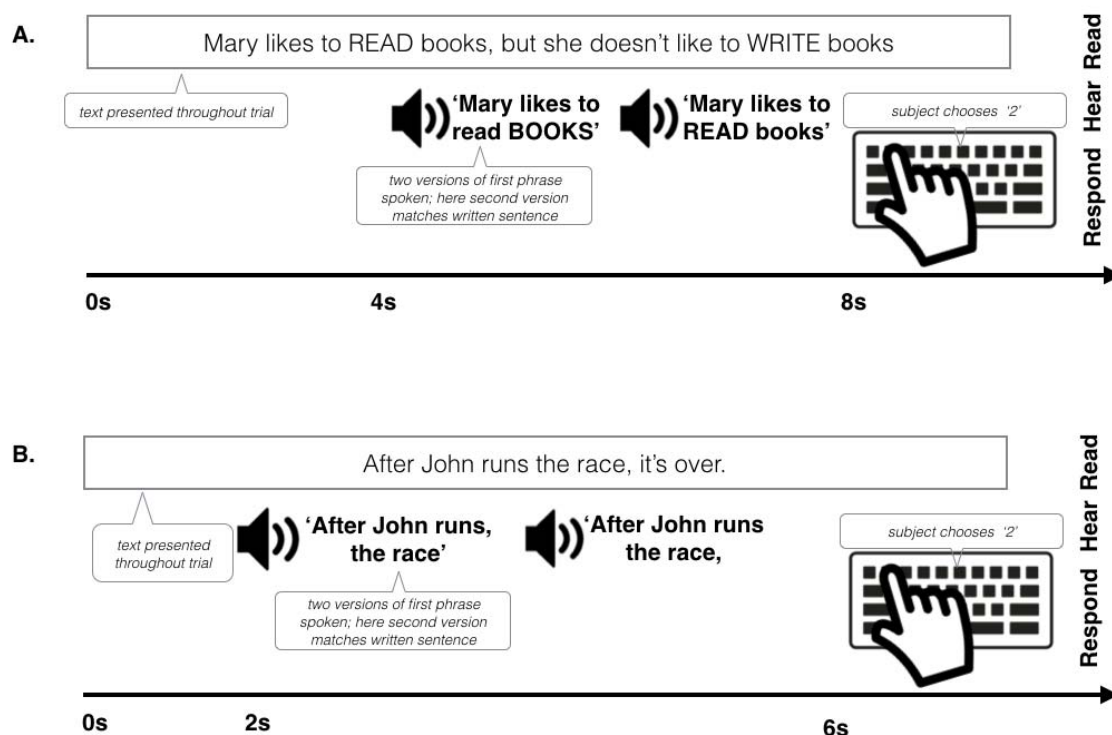 A.
Mary likes to READ books, but she doesn't like to WRITE books
text presented throughout trial
'Mary likes to
read BOOKS'
'Mary likes to
READ books'
subject chooses '2'
two versions of first phrase
spoken; here second version
matches written sentence
Respond Hear Read
0s
4s
8s
B.
After John runs the race, it's over.
text presented
throughout trial
'After John runs,
the race'
'After John runs
the race,
subject chooses '2'
two versions of first phrase
spoken; here second version
matches written sentence
Respond Hear Read
0s
2s
6s